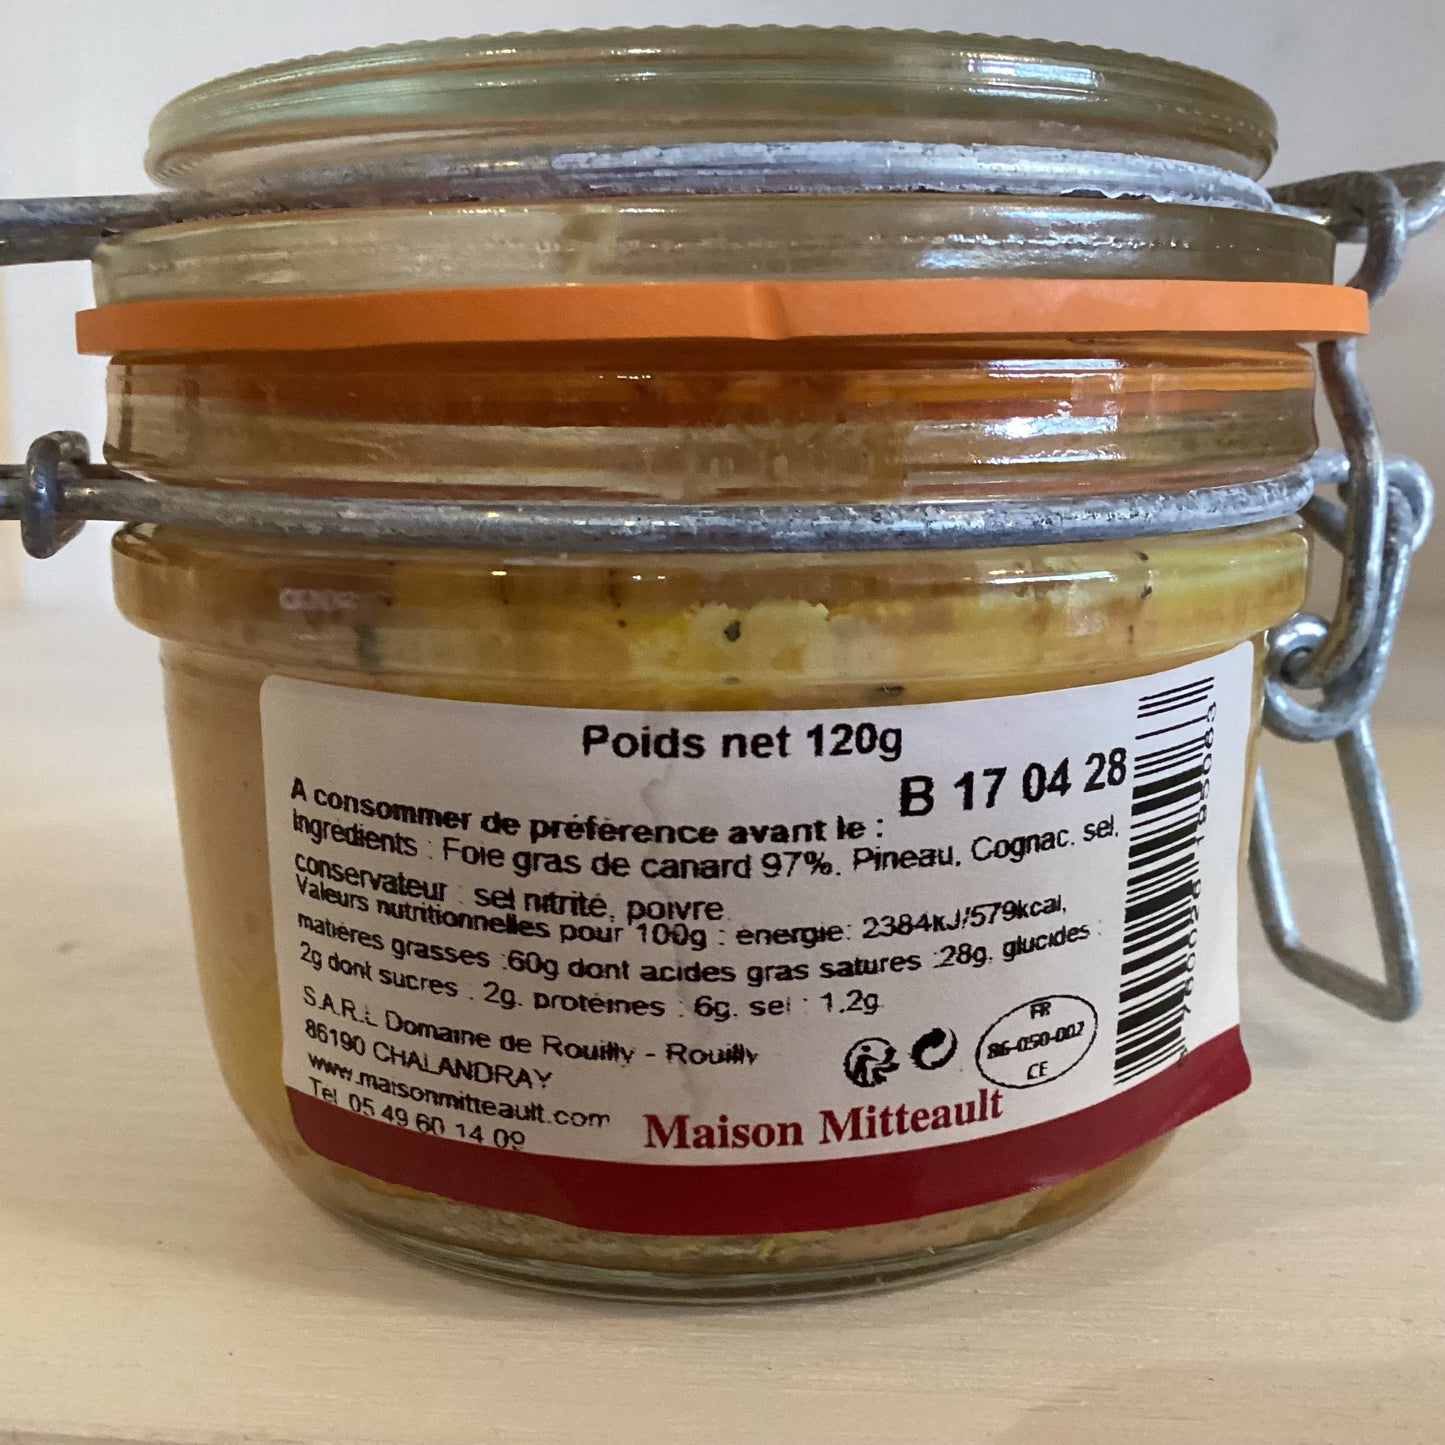 Poids net 120g
B 17 04 28
A consommer de préférence avant le :
Ingrédients : Foie gras de canard 97%. Pineau, Cognac, sel,
conservateur : sel nitrité, poivre.
Valeurs nutritionnelles pour 100g : énergie: 2384kJ/579kcal,
matières grasses :60g dont acides gras saturés :28g, glucides :
2g dont sucres : 2g, protéines : 6g, sel : 1,2g
S.A.R.L Domaine de Rouilly - Rouilly
86190 CHALANDRAY
www.maisonmitteault.com
Tel 05 49 60 14 09
FR
86-050-002
CE
Maison Mitteault